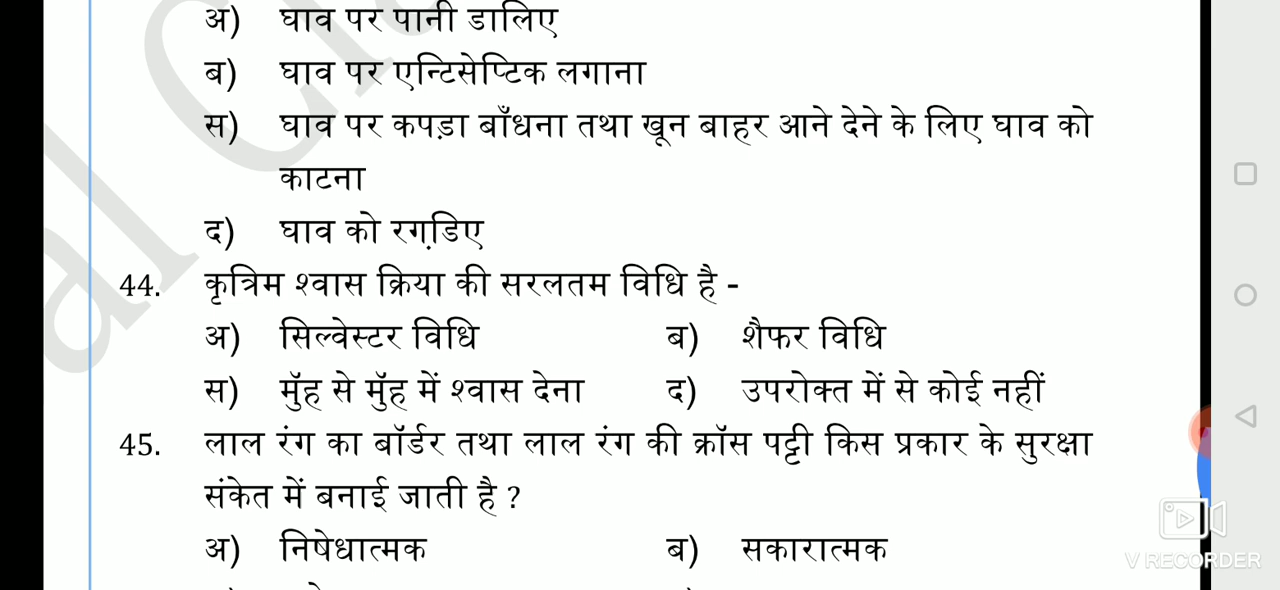 अ) घाव पर पानी डालिए
ब) घाव पर एन्टिसेप्टिक लगाना
स) घाव पर कपड़ा बाँधना तथा खून बाहर आने देने के लिए घाव को
काटना
द) घाव को रगडि़ए
44. कृत्रिम श्वास क्रिया की सरलतम विधि है -
अ) सिल्वेस्टर विधि ब) शैफर विधि
स) मुॅंह से मुॅंह में श्वास देना द) उपरोक्त में से कोई नहीं
45. लाल रंग का बॉर्डर तथा लाल रंग की क्रॉस पट्टी किस प्रकार के सुरक्षा
संकेत में बनाई जाती है ?
अ) निषेधात्मक ब) सकारात्मक
V RECORDER